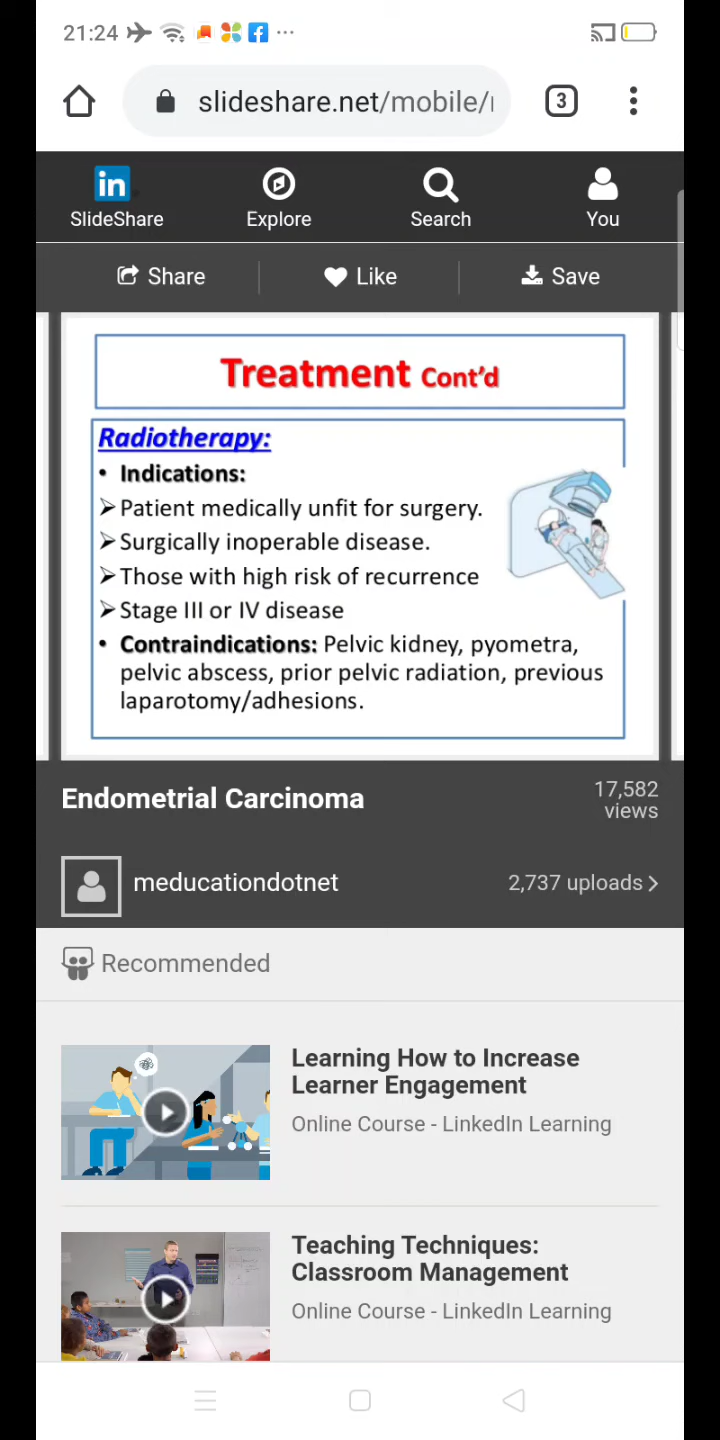 21:24
slideshare.net/mobile/
3
in
SlideShare
Explore
Search
You
Share
Like
Save
Treatment Cont’d
Radiotherapy:
• Indications:
➢ Patient medically unfit for surgery.
➢ Surgically inoperable disease.
➢ Those with high risk of recurrence
➢ Stage III or IV disease
• Contraindications: Pelvic kidney, pyometra,
pelvic abscess, prior pelvic radiation, previous
laparotomy/adhesions.
Endometrial Carcinoma
17,582
views
meducationdotnet
2,737 uploads
Recommended
Learning How to Increase
Learner Engagement
Online Course - LinkedIn Learning
Teaching Techniques:
Classroom Management
Online Course - LinkedIn Learning